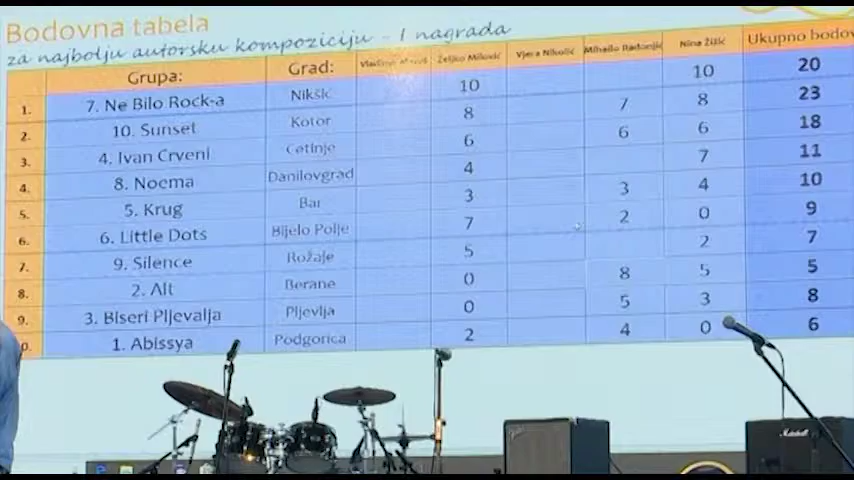 Bodovna tabela
za najbolju autorsku kompoziciju - I nagrada
Grupa: Grad: Željko Milović Vjera Nikolić Mihailo Radonjić Nina Žižić Ukupno bodov
1. 7. Ne Bilo Rock-a Nikšić 10 10 20
2. 10. Sunset Kotor 8 7 8 23
3. 4. Ivan Crveni Cetinje 6 6 6 18
4. 8. Noema Danilovgrad 4 7 11
5. 5. Krug Bar 3 3 4 10
6. 6. Little Dots Bijelo Polje 7 2 0 9
7. 9. Silence Rožaje 5 2 7
8. 2. Alt Berane 0 8 5 5
9. 3. Biseri Pljevalja Pljevlja 0 5 3 8
0. 1. Abissya Podgorica 2 4 0 6
Fender
Marshall